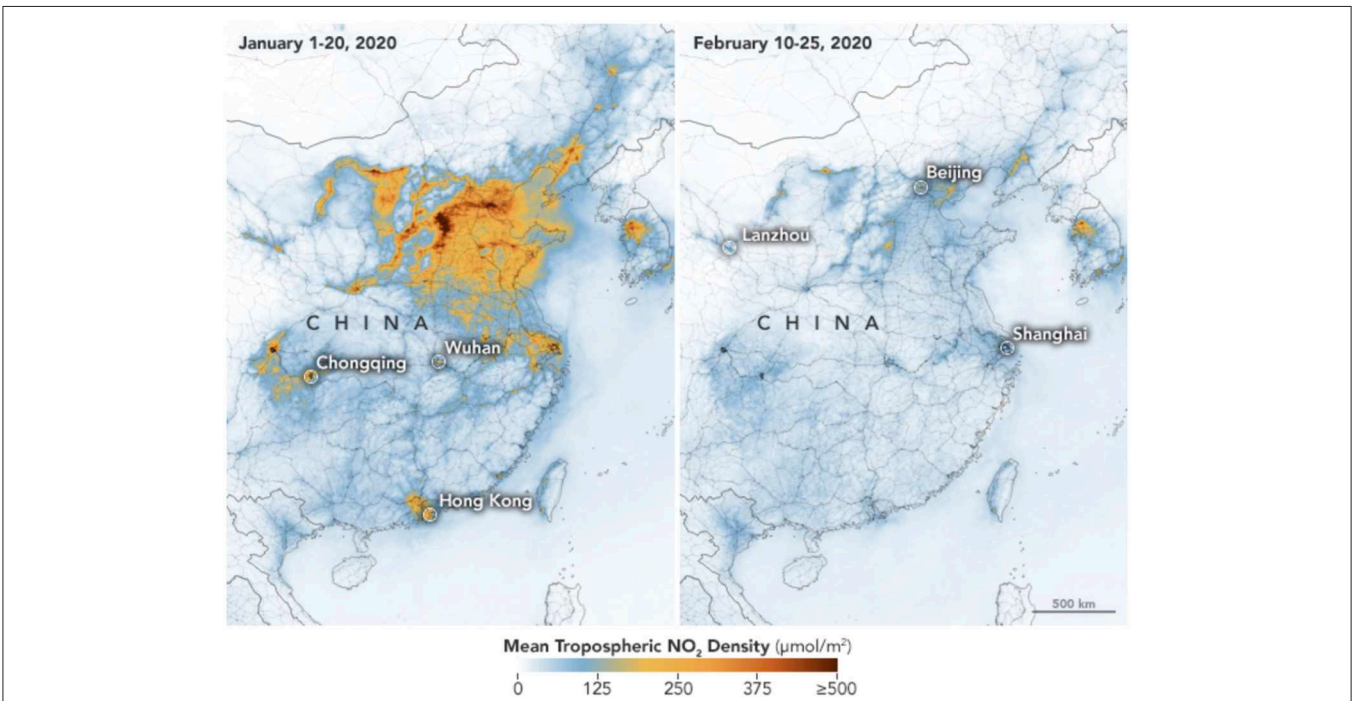 January 1-20, 2020
CHINA
Chongqing
Wuhan
Hong Kong
February 10-25, 2020
Beijing
Lanzhou
CHINA
Shanghai
500 km
Mean Tropospheric NO₂ Density (μmol/m²)
0 125 250 375 ≥500